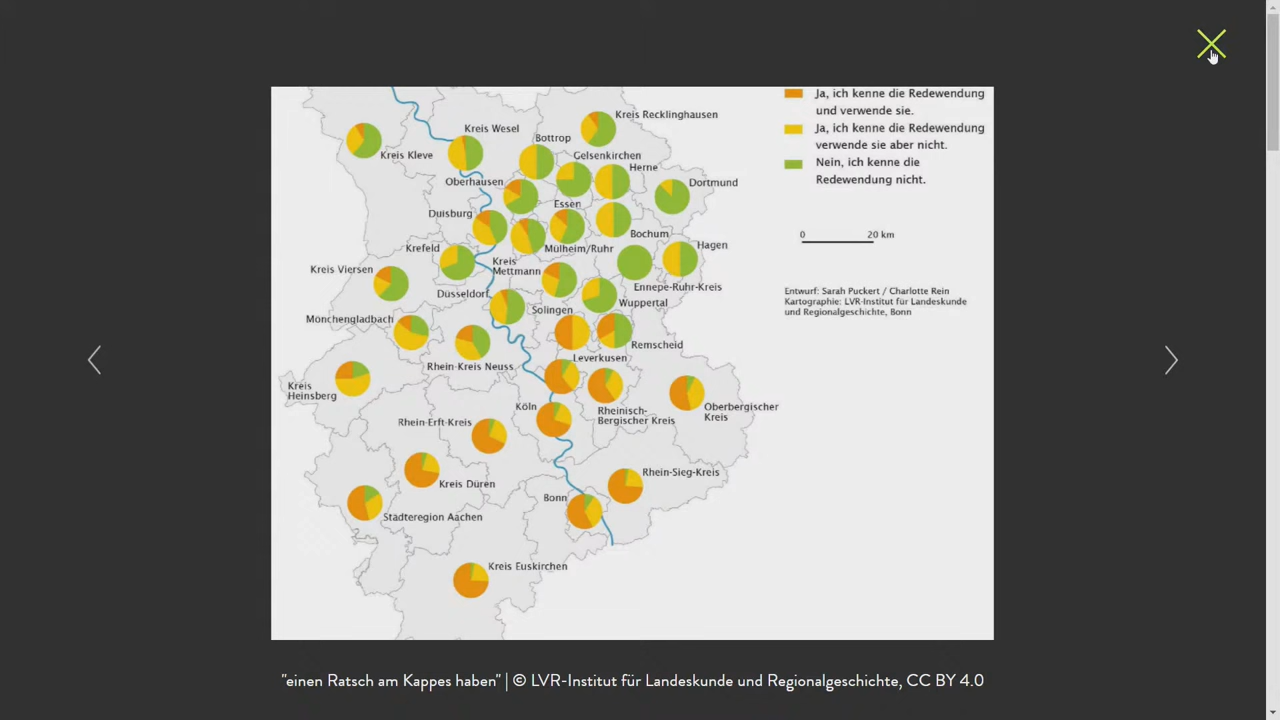 Ja, ich kenne die Redewendung
und verwende sie.
Ja, ich kenne die Redewendung
verwende sie aber nicht.
Nein, ich kenne die
Redewendung nicht.
0 20 km
Entwurf: Sarah Puckert / Charlotte Rein
Kartographie: LVR-Institut für Landeskunde
und Regionalgeschichte, Bonn
Kreis Recklinghausen
Kreis Wesel
Bottrop
Kreis Kleve
Gelsenkirchen
Herne
Oberhausen
Dortmund
Essen
Duisburg
Bochum
Krefeld
Mülheim/Ruhr
Hagen
Kreis Viersen
Kreis
Mettmann
Ennepe-Ruhr-Kreis
Düsseldorf
Wuppertal
Solingen
Mönchengladbach
Remscheid
Leverkusen
Rhein-Kreis Neuss
Kreis
Heinsberg
Köln
Rheinisch-
Bergischer Kreis
Oberbergischer
Kreis
Rhein-Erft-Kreis
Rhein-Sieg-Kreis
Kreis Düren
Bonn
Städteregion Aachen
Kreis Euskirchen
"einen Ratsch am Kappes haben" | © LVR-Institut für Landeskunde und Regionalgeschichte, CC BY 4.0